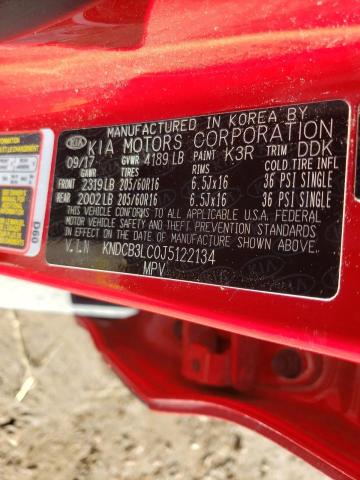 MANUFACTURED IN KOREA BY
KIA KIA MOTORS CORPORATION
09/17 GVWR 4189 LB PAINT K3R TRIM DDK
GAWR TIRES RIMS COLD TIRE INFL
FRONT 2319LB 205/60R16 6.5Jx16 36 PSI SINGLE
REAR 2002LB 205/60R16 6.5Jx16 36 PSI SINGLE
THIS VEHICLE CONFORMS TO ALL APPLICABLE U.S.A. FEDERAL
MOTOR VEHICLE SAFETY AND THEFT PREVENTION STANDARDS
IN EFFECT ON THE DATE OF MANUFACTURE SHOWN ABOVE.
V.I.N KNDCB3LC0J5122134
MPV
D60